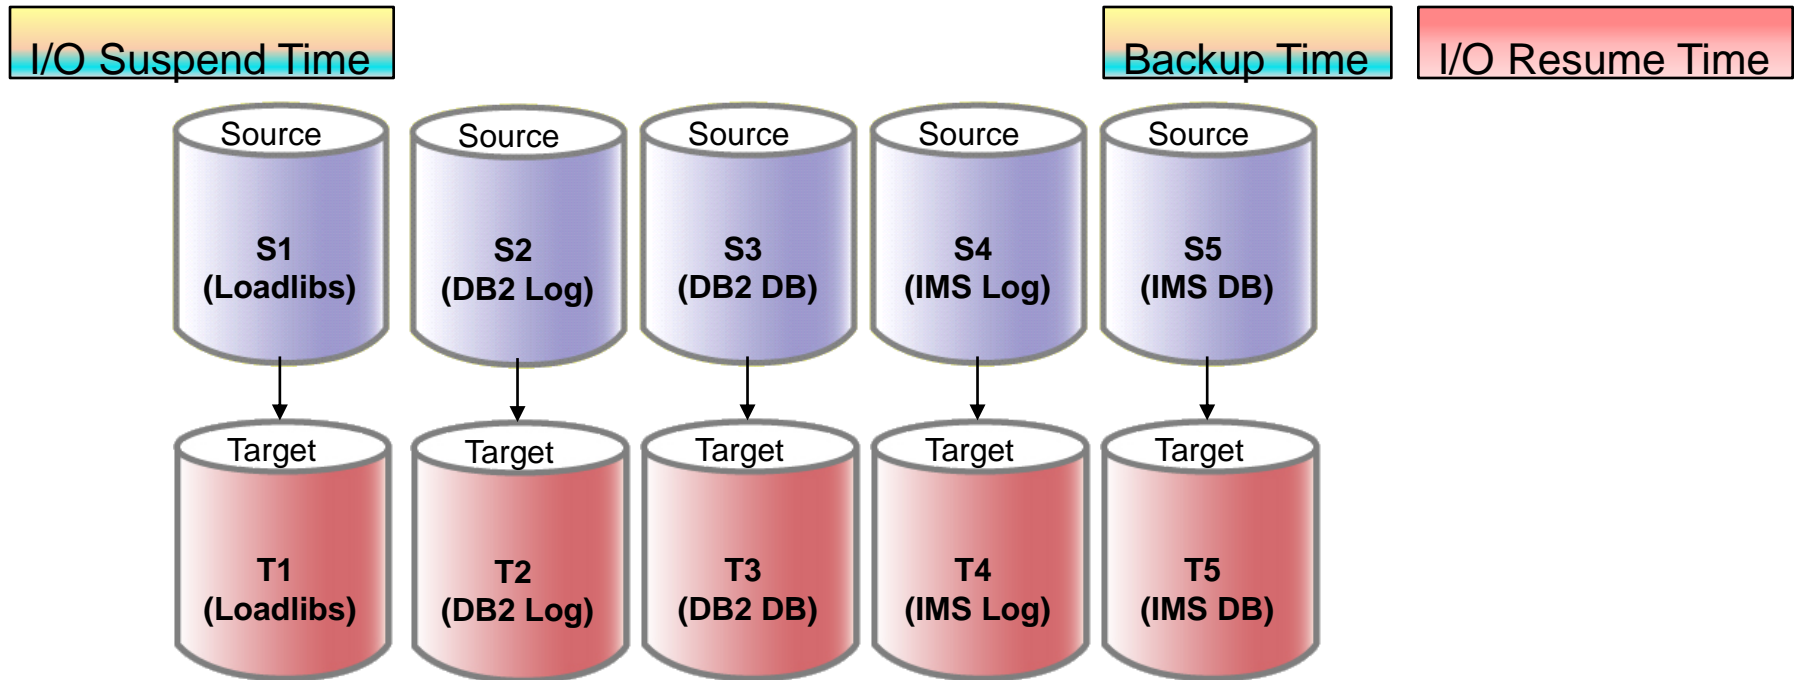 I/O Suspend Time
Backup Time
I/O Resume Time
Source
Source
Source
Source
Source
S1
(Loadlibs)
S2
(DB2 Log)
S3
(DB2 DB)
S4
(IMS Log)
S5
(IMS DB)
Target
Target
Target
Target
Target
T1
(Loadlibs)
T2
(DB2 Log)
T3
(DB2 DB)
T4
(IMS Log)
T5
(IMS DB)